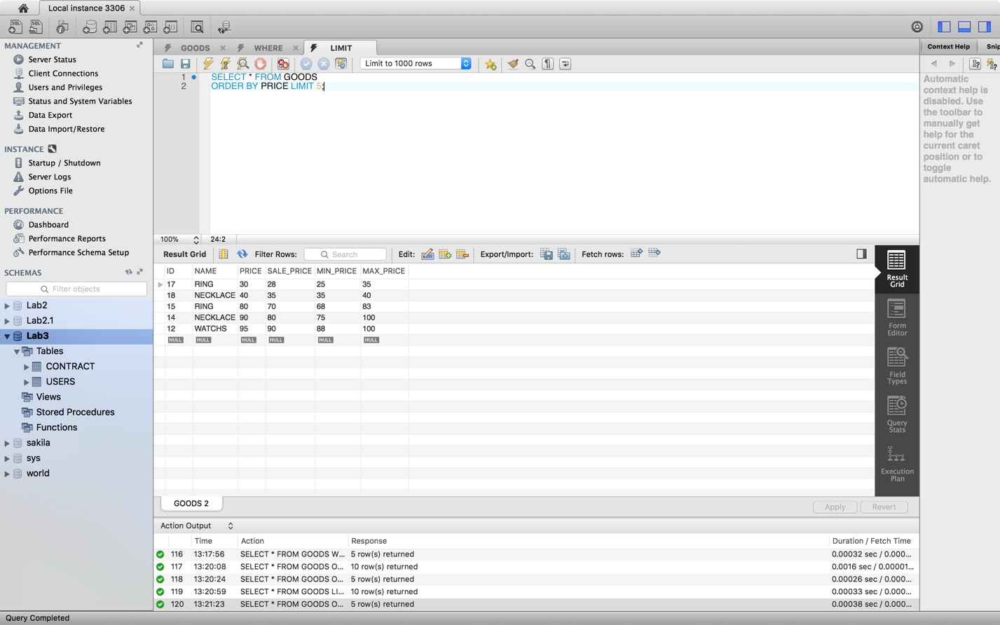 Local instance 3306
MANAGEMENT
Server Status
Client Connections
Users and Privileges
Status and System Variables
Data Export
Data Import/Restore
INSTANCE
Startup / Shutdown
Server Logs
Options File
PERFORMANCE
Dashboard
Performance Reports
Performance Schema Setup
SCHEMAS
Filter objects
Lab2
Lab2.1
Lab3
Tables
CONTRACT
USERS
Views
Stored Procedures
Functions
sakila
sys
world
GOODS WHERE LIMIT
Limit to 1000 rows
1 SELECT * FROM GOODS
2 ORDER BY PRICE LIMIT 5;
100% 24:2
Result Grid Filter Rows: Search Edit: Export/Import: Fetch rows:
ID NAME PRICE SALE_PRICE MIN_PRICE MAX_PRICE
17 RING 30 28 25 35
18 NECKLACE 40 35 35 40
15 RING 80 70 68 83
14 NECKLACE 90 80 75 100
12 WATCHS 95 90 88 100
NULL NULL NULL NULL NULL NULL
Result
Grid
Form
Editor
Field
Types
Query
Stats
Execution
Plan
GOODS 2
Apply Revert
Action Output
Time Action Response Duration / Fetch Time
116 13:17:56 SELECT * FROM GOODS W... 5 row(s) returned 0.00032 sec / 0.000...
117 13:20:08 SELECT * FROM GOODS O... 10 row(s) returned 0.0016 sec / 0.00001...
118 13:20:24 SELECT * FROM GOODS O... 5 row(s) returned 0.00026 sec / 0.000...
119 13:20:59 SELECT * FROM GOODS LI... 10 row(s) returned 0.00033 sec / 0.000...
120 13:21:23 SELECT * FROM GOODS O... 5 row(s) returned 0.00038 sec / 0.000...
Context Help Snip
Automatic
context help is
disabled. Use
the toolbar to
manually get
help for the
current caret
position or to
toggle
automatic help.
Query Completed